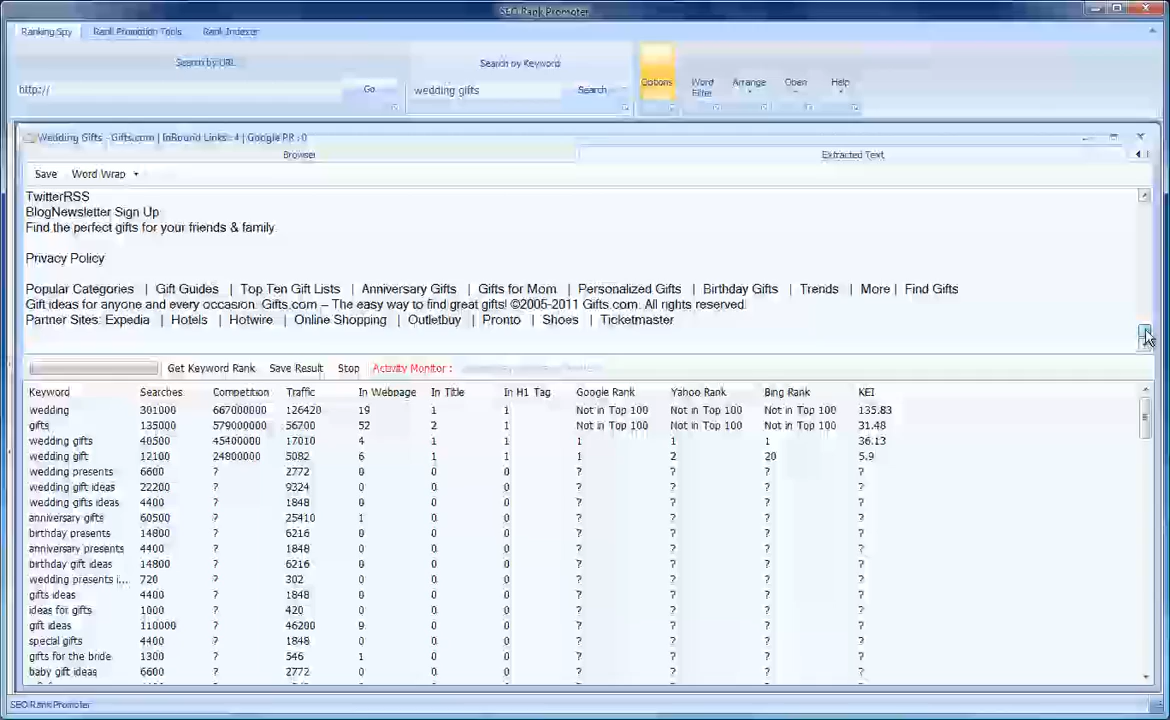 SEO Rank Promoter
Ranking Spy Rank Promotion Tools Rank Indexer
Search by URL Search by Keyword
http:// Go wedding gifts Search Options Word Filter Arrange Open Help
Wedding Gifts - Gifts.com | InBound Links : 4 | Google PR : 0
Browser Extracted Text
Save Word Wrap
TwitterRSS
BlogNewsletter Sign Up
Find the perfect gifts for your friends & family
Privacy Policy
Popular Categories | Gift Guides | Top Ten Gift Lists | Anniversary Gifts | Gifts for Mom | Personalized Gifts | Birthday Gifts | Trends | More | Find Gifts
Gift ideas for anyone and every occasion. Gifts.com – The easy way to find great gifts! ©2005-2011 Gifts.com. All rights reserved.
Partner Sites: Expedia | Hotels | Hotwire | Online Shopping | Outletbuy | Pronto | Shoes | Ticketmaster
Get Keyword Rank Save Result Stop Activity Monitor :
Keyword Searches Competition Traffic In Webpage In Title In H1 Tag Google Rank Yahoo Rank Bing Rank KEI
wedding 301000 667000000 126420 19 1 1 Not in Top 100 Not in Top 100 Not in Top 100 135.83
gifts 135000 579000000 56700 52 2 1 Not in Top 100 Not in Top 100 Not in Top 100 31.48
wedding gifts 40500 45400000 17010 4 1 1 1 1 1 36.13
wedding gift 12100 24800000 5082 6 1 1 1 2 20 5.9
wedding presents 6600 ? 2772 0 0 0 ? ? ? ?
wedding gift ideas 22200 ? 9324 0 0 0 ? ? ? ?
wedding gifts ideas 4400 ? 1848 0 0 0 ? ? ? ?
anniversary gifts 60500 ? 25410 1 0 0 ? ? ? ?
birthday presents 14800 ? 6216 0 0 0 ? ? ? ?
anniversary presents 4400 ? 1848 0 0 0 ? ? ? ?
birthday gift ideas 14800 ? 6216 0 0 0 ? ? ? ?
wedding presents i... 720 ? 302 0 0 0 ? ? ? ?
gifts ideas 4400 ? 1848 0 0 0 ? ? ? ?
ideas for gifts 1000 ? 420 0 0 0 ? ? ? ?
gift ideas 110000 ? 46200 9 0 0 ? ? ? ?
special gifts 4400 ? 1848 0 0 0 ? ? ? ?
gifts for the bride 1300 ? 546 1 0 0 ? ? ? ?
baby gift ideas 6600 ? 2772 0 0 0 ? ? ? ?
SEO Rank Promoter